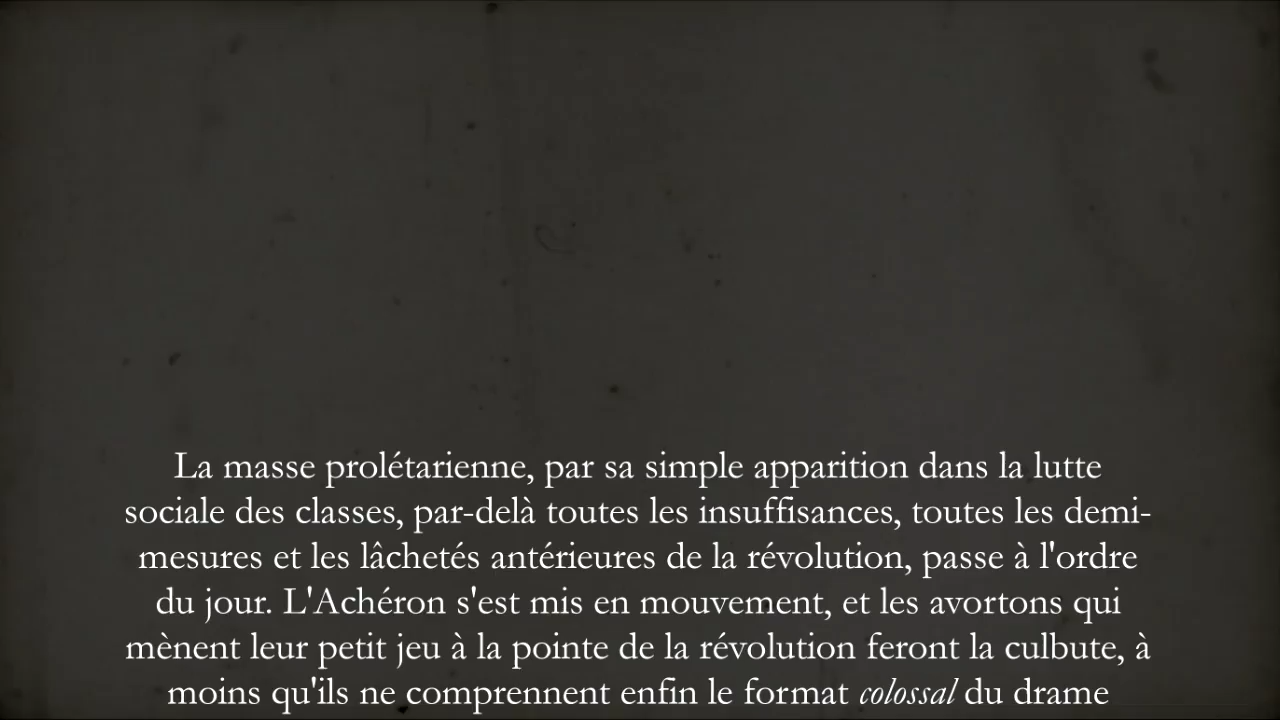 La masse prolétarienne, par sa simple apparition dans la lutte
sociale des classes, par-delà toutes les insuffisances, toutes les demi-
mesures et les lâchetés antérieures de la révolution, passe à l'ordre
du jour. L'Achéron s'est mis en mouvement, et les avortons qui
mènent leur petit jeu à la pointe de la révolution feront la culbute, à
moins qu'ils ne comprennent enfin le format colossal du drame